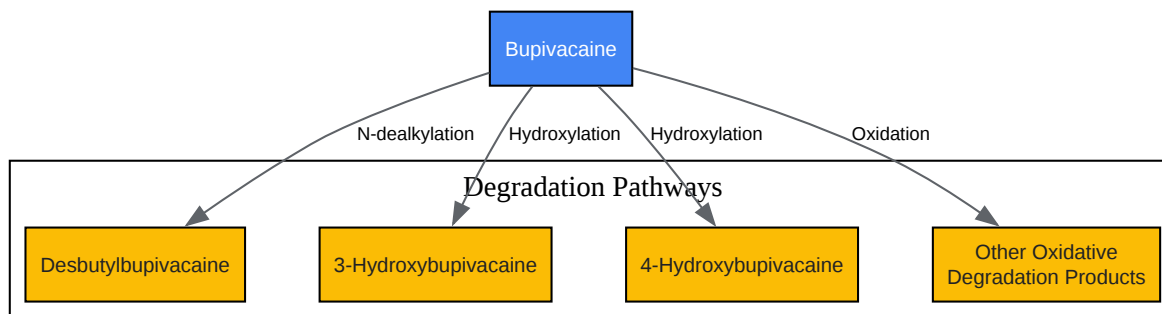 Bupivacaine
N-dealkylation
Hydroxylation
Hydroxylation
Oxidation
Degradation Pathways
Desbutylbupivacaine
3-Hydroxybupivacaine
4-Hydroxybupivacaine
Other Oxidative
Degradation Products